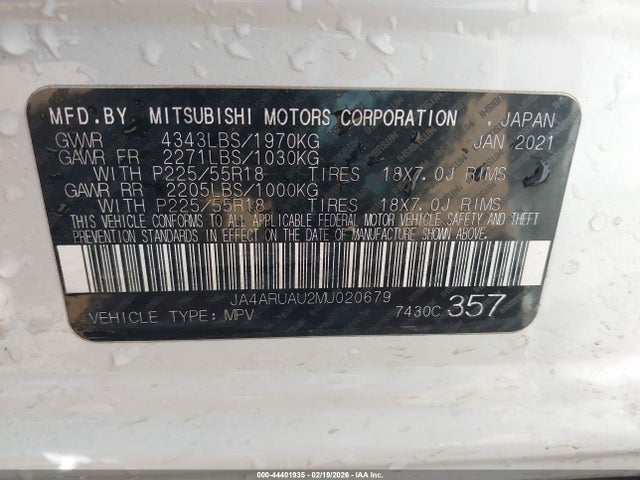 MFD.BY MITSUBISHI MOTORS CORPORATION, JAPAN
GVWR 4343LBS/1970KG JAN 2021
GAWR FR 2271LBS/1030KG
WITH P225/55R18 TIRES 18X7.0J RIMS
GAWR RR 2205LBS/1000KG
WITH P225/55R18 TIRES 18X7.0J RIMS
THIS VEHICLE CONFORMS TO ALL APPLICABLE FEDERAL MOTOR VEHICLE SAFETY AND THEFT
PREVENTION STANDARDS IN EFFECT ON THE DATE OF MANUFACTURE SHOWN ABOVE.
JA4ARUAU2MU020679
VEHICLE TYPE: MPV 7430C 357
000-44401935 - 02/19/2026 - IAAI.COM